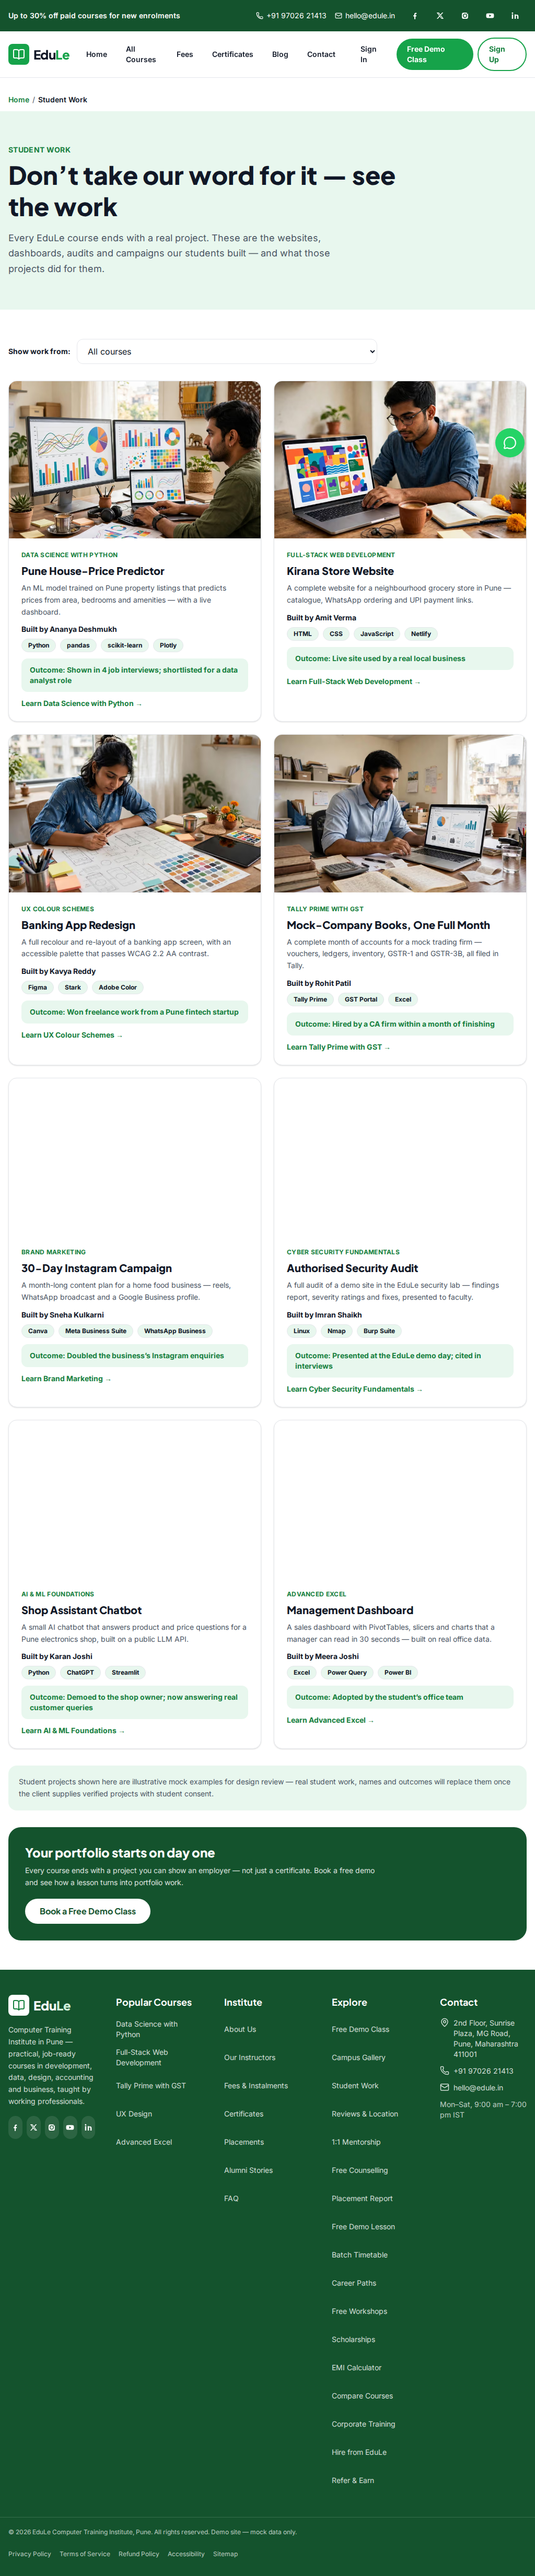 Up to 30% off paid courses for new enrolments
+91 97026 21413
hello@edule.in
EduLe
Home
All
Courses
Fees
Certificates
Blog
Contact
Sign
In
Free Demo
Class
Sign
Up
Home / Student Work
STUDENT WORK
Don’t take our word for it — see
the work
Every EduLe course ends with a real project. These are the websites,
dashboards, audits and campaigns our students built — and what those
projects did for them.
Show work from:
All courses
DATA SCIENCE WITH PYTHON
Pune House-Price Predictor
An ML model trained on Pune property listings that predicts
prices from area, bedrooms and amenities — with a live
dashboard.
Built by Ananya Deshmukh
Python
pandas
scikit-learn
Plotly
Outcome: Shown in 4 job interviews; shortlisted for a data
analyst role
Learn Data Science with Python →
FULL-STACK WEB DEVELOPMENT
Kirana Store Website
A complete website for a neighbourhood grocery store in Pune —
catalogue, WhatsApp ordering and UPI payment links.
Built by Amit Verma
HTML
CSS
JavaScript
Netlify
Outcome: Live site used by a real local business
Learn Full-Stack Web Development →
UX COLOUR SCHEMES
Banking App Redesign
A full recolour and re-layout of a banking app screen, with an
accessible palette that passes WCAG 2.2 AA contrast.
Built by Kavya Reddy
Figma
Stark
Adobe Color
Outcome: Won freelance work from a Pune fintech startup
Learn UX Colour Schemes →
TALLY PRIME WITH GST
Mock-Company Books, One Full Month
A complete month of accounts for a mock trading firm —
vouchers, ledgers, inventory, GSTR-1 and GSTR-3B, all filed in
Tally.
Built by Rohit Patil
Tally Prime
GST Portal
Excel
Outcome: Hired by a CA firm within a month of finishing
Learn Tally Prime with GST →
BRAND MARKETING
30-Day Instagram Campaign
A month-long content plan for a home food business — reels,
WhatsApp broadcast and a Google Business profile.
Built by Sneha Kulkarni
Canva
Meta Business Suite
WhatsApp Business
Outcome: Doubled the business’s Instagram enquiries
Learn Brand Marketing →
CYBER SECURITY FUNDAMENTALS
Authorised Security Audit
A full audit of a demo site in the EduLe security lab — findings
report, severity ratings and fixes, presented to faculty.
Built by Imran Shaikh
Linux
Nmap
Burp Suite
Outcome: Presented at the EduLe demo day; cited in
interviews
Learn Cyber Security Fundamentals →
AI & ML FOUNDATIONS
Shop Assistant Chatbot
A small AI chatbot that answers product and price questions for a
Pune electronics shop, built on a public LLM API.
Built by Karan Joshi
Python
ChatGPT
Streamlit
Outcome: Demoed to the shop owner; now answering real
customer queries
Learn AI & ML Foundations →
ADVANCED EXCEL
Management Dashboard
A sales dashboard with PivotTables, slicers and charts that a
manager can read in 30 seconds — built on real office data.
Built by Meera Joshi
Excel
Power Query
Power BI
Outcome: Adopted by the student’s office team
Learn Advanced Excel →
Student projects shown here are illustrative mock examples for design review — real student work, names and outcomes will replace them once
the client supplies verified projects with student consent.
Your portfolio starts on day one
Every course ends with a project you can show an employer — not just a certificate. Book a free demo
and see how a lesson turns into portfolio work.
Book a Free Demo Class
EduLe
Computer Training
Institute in Pune —
practical, job-ready
courses in development,
data, design, accounting
and business, taught by
working professionals.
Popular Courses
Data Science with
Python
Full-Stack Web
Development
Tally Prime with GST
UX Design
Advanced Excel
Institute
About Us
Our Instructors
Fees & Instalments
Certificates
Placements
Alumni Stories
FAQ
Explore
Free Demo Class
Campus Gallery
Student Work
Reviews & Location
1:1 Mentorship
Free Counselling
Placement Report
Free Demo Lesson
Batch Timetable
Career Paths
Free Workshops
Scholarships
EMI Calculator
Compare Courses
Corporate Training
Hire from EduLe
Refer & Earn
Contact
2nd Floor, Sunrise
Plaza, MG Road,
Pune, Maharashtra
411001
+91 97026 21413
hello@edule.in
Mon–Sat, 9:00 am – 7:00
pm IST
© 2026 EduLe Computer Training Institute, Pune. All rights reserved. Demo site — mock data only.
Privacy Policy
Terms of Service
Refund Policy
Accessibility
Sitemap